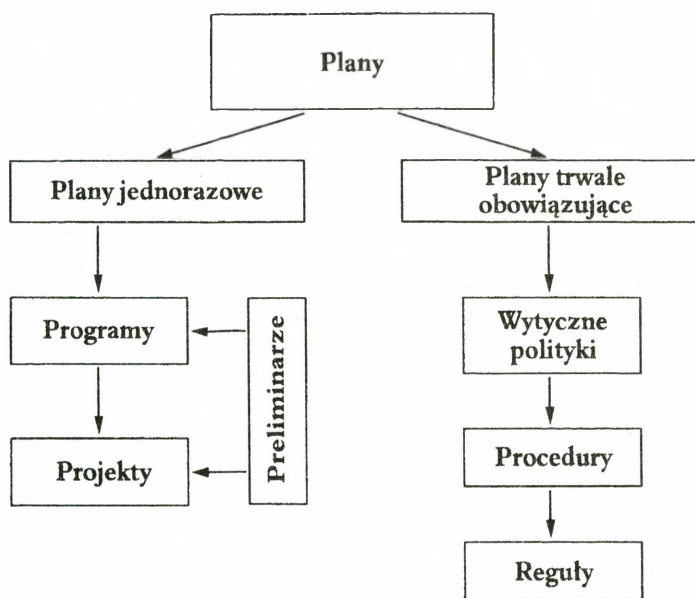 Plany
Plany jednorazowe
Plany trwale
obowiązujące
Programy
Preliminarze
Wytyczne
polityki
Projekty
Procedury
Reguły